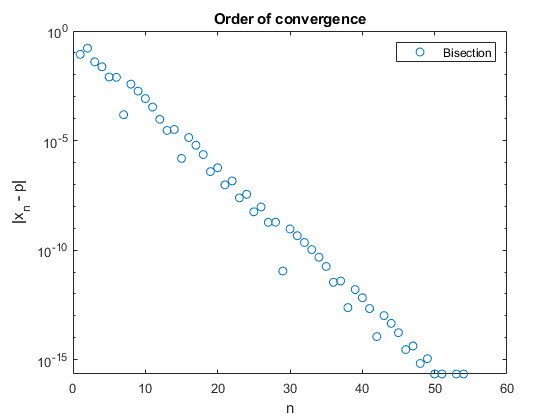 Order of convergence
Bisection
10^0
10^-5
10^-10
10^-15
|x_n - p|
0 10 20 30 40 50 60
n